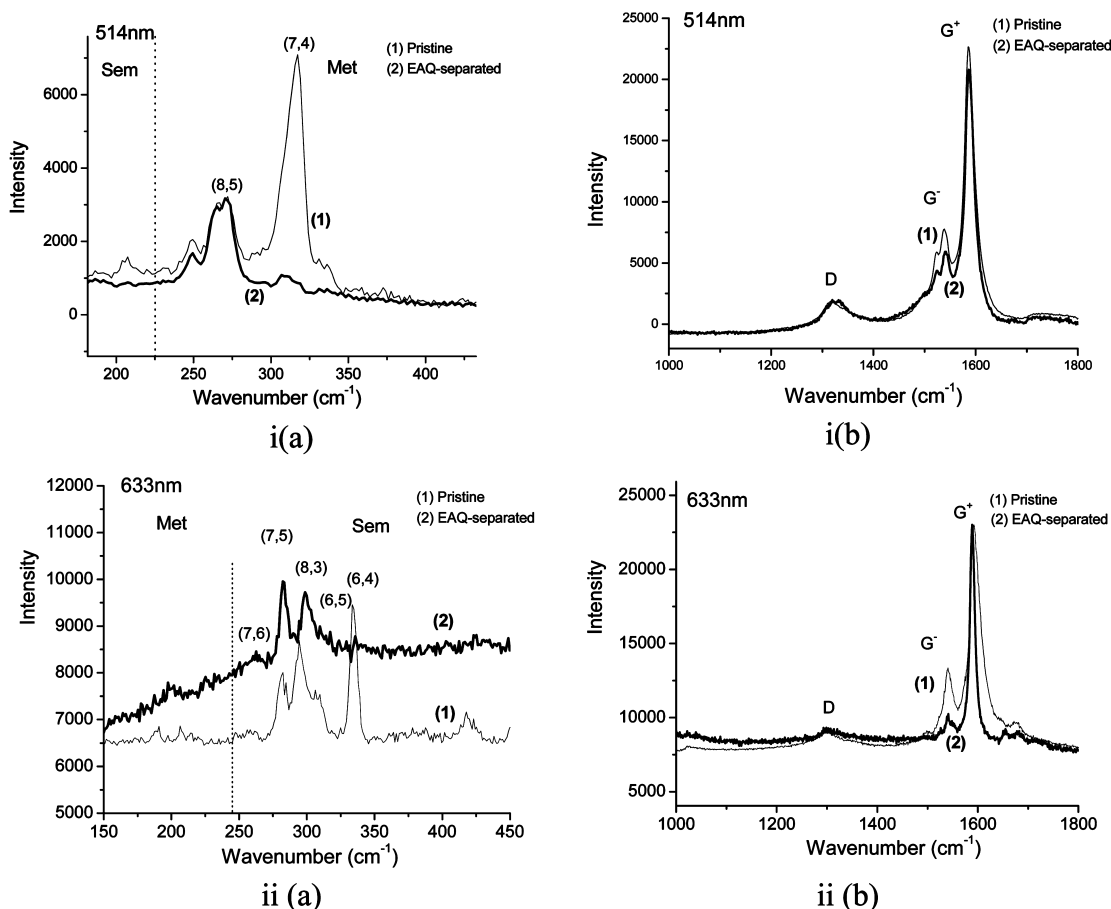 514nm
Sem
(7,4)
Met
(1) Pristine
(2) EAQ-separated
(8,5)
(1)
(2)
Intensity
6000
4000
2000
0
200 250 300 350 400
Wavenumber (cm⁻¹)
i(a)
514nm
G⁺
(1) Pristine
(2) EAQ-separated
G⁻
(1)
(2)
D
Intensity
25000
20000
15000
10000
5000
0
1000 1200 1400 1600 1800
Wavenumber (cm⁻¹)
i(b)
633nm
Met
Sem
(1) Pristine
(2) EAQ-separated
(7,5)
(8,3)
(6,5)
(6,4)
(7,6)
(2)
(1)
Intensity
12000
11000
10000
9000
8000
7000
6000
5000
150 200 250 300 350 400 450
Wavenumber (cm⁻¹)
ii (a)
633nm
G⁺
(1) Pristine
(2) EAQ-separated
G⁻
(1)
(2)
D
Intensity
25000
20000
15000
10000
5000
1000 1200 1400 1600 1800
Wavenumber (cm⁻¹)
ii (b)